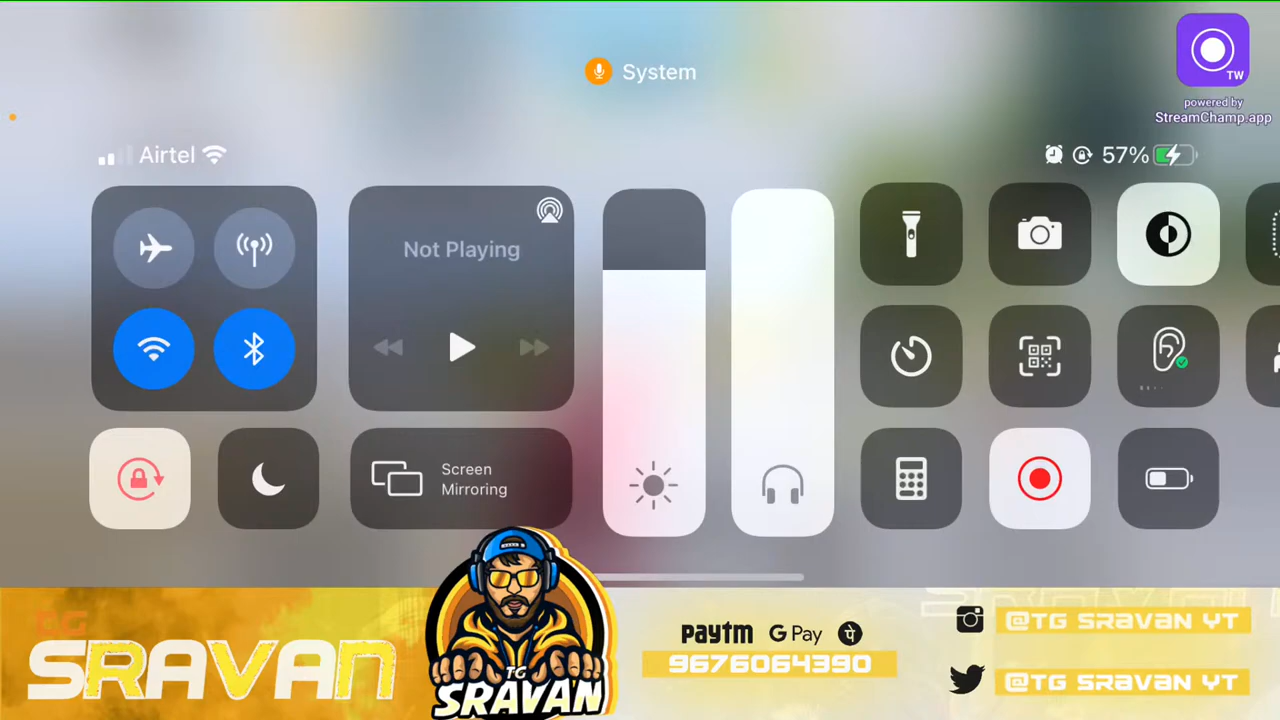 System
TW
powered by
StreamChamp.app
Airtel
57%
Not Playing
Screen
Mirroring
TG
SRAVAN
TG
SRAVAN
paytm G Pay
9676064390
@TG SRAVAN YT
@TG SRAVAN YT